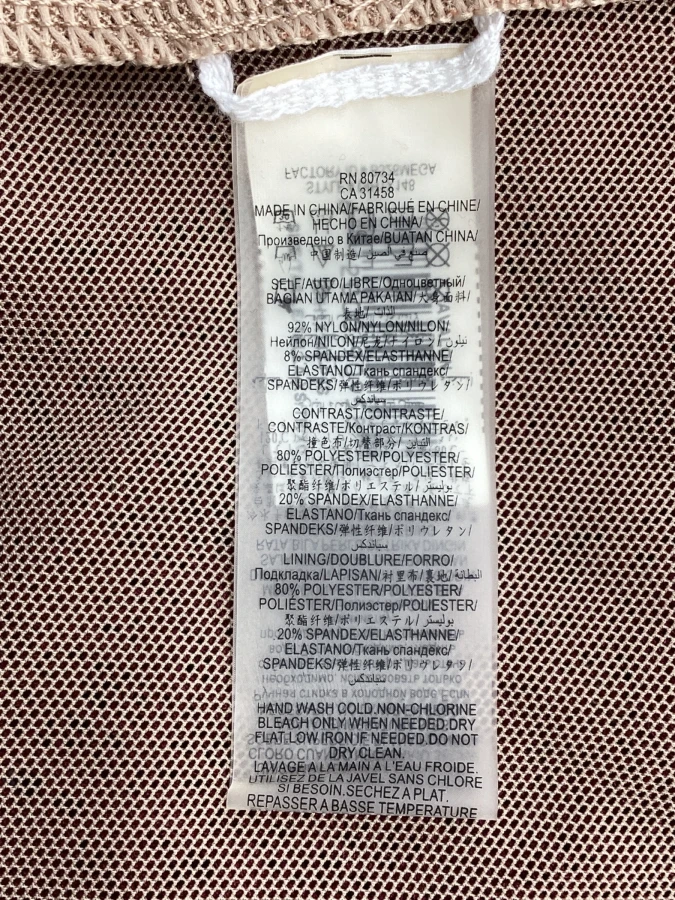 RN 80734
CA 31458
MADE IN CHINA/FABRIQUÉ EN CHINE/
HECHO EN CHINA/
Произведено в Китае/BUATAN CHINA/
中国制造/ صنع في الصين/
SELF/AUTO/LIBRE/Одноцветный/
BAGIAN UTAMA PAKAIAN/大身面料/
表地/ الذات/
92% NYLON/NYLON/NILON/
Нейлон/NILON/尼龙/ナイロン/ نيلون/
8% SPANDEX/ELASTHANNE/
ELASTANO/Ткань спандекс/
SPANDEKS/弹性纤维/ポリウレタン/
سباندكس
CONTRAST/CONTRASTE/
CONTRASTE/Контраст/KONTRAS/
撞色布/切替部分/ التباين/
80% POLYESTER/POLYESTER/
POLIÉSTER/Полиэстер/POLIESTER/
聚酯纤维/ポリエステル/ بوليستر/
20% SPANDEX/ELASTHANNE/
ELASTANO/Ткань спандекс/
SPANDEKS/弹性纤维/ポリウレタン/
سباندكس
LINING/DOUBLURE/FORRO/
Подкладка/LAPISAN/衬里布/裏地/البطانة/
80% POLYESTER/POLYESTER/
POLIÉSTER/Полиэстер/POLIESTER/
聚酯纤维/ポリエステル/ بوليستر/
20% SPANDEX/ELASTHANNE/
ELASTANO/Ткань спандекс/
SPANDEKS/弹性纤维/ポリウレタン/
سباندكس
HAND WASH COLD.NON-CHLORINE
BLEACH ONLY WHEN NEEDED.DRY
FLAT.LOW IRON IF NEEDED.DO NOT
DRY CLEAN.
LAVAGE A LA MAIN A L'EAU FROIDE.
UTILISEZ DE LA JAVEL SANS CHLORE
SI BESOIN.SECHEZ A PLAT.
REPASSER A BASSE TEMPERATURE